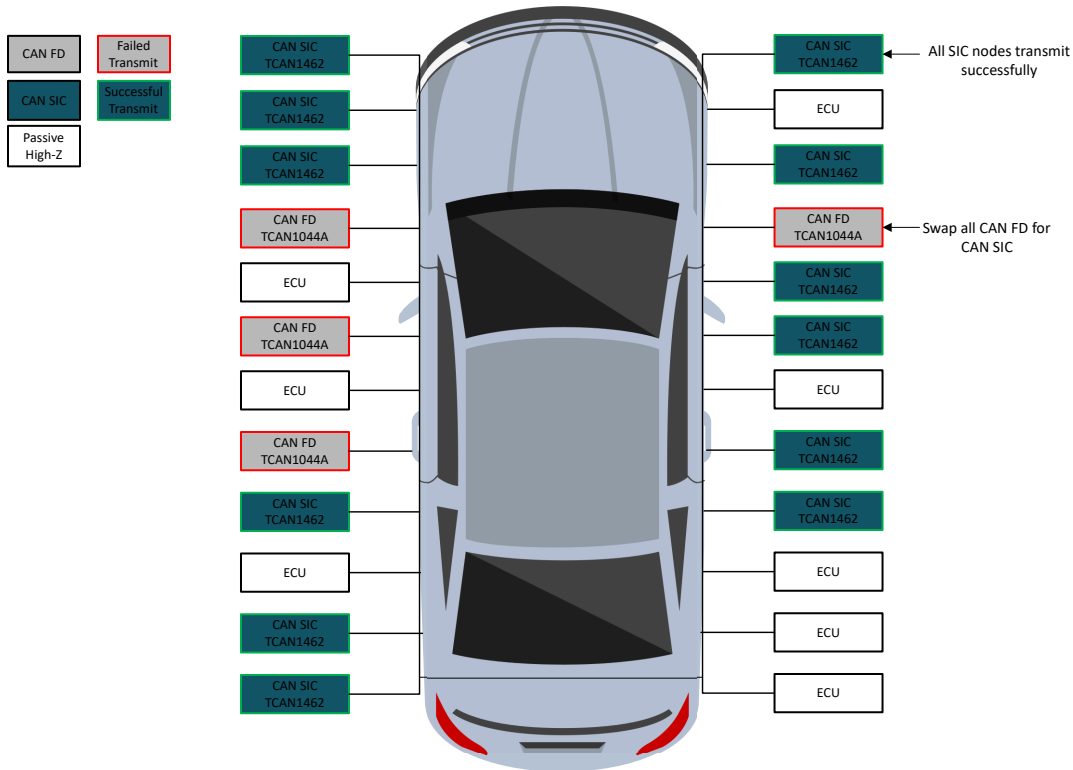 CAN FD
Failed
Transmit
CAN SIC
Successful
Transmit
Passive
High-Z
CAN SIC
TCAN1462
CAN SIC
TCAN1462
CAN SIC
TCAN1462
CAN FD
TCAN1044A
ECU
CAN FD
TCAN1044A
ECU
CAN FD
TCAN1044A
CAN SIC
TCAN1462
ECU
CAN SIC
TCAN1462
CAN SIC
TCAN1462
CAN SIC
TCAN1462
All SIC nodes transmit
successfully
ECU
CAN SIC
TCAN1462
CAN FD
TCAN1044A
Swap all CAN FD for
CAN SIC
CAN SIC
TCAN1462
CAN SIC
TCAN1462
ECU
CAN SIC
TCAN1462
CAN SIC
TCAN1462
ECU
ECU
ECU